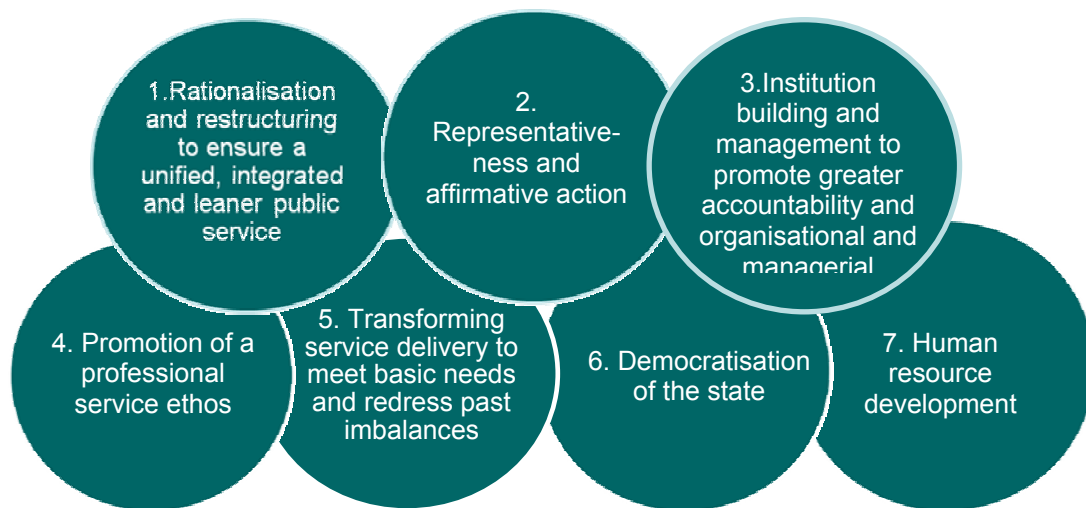 1.Rationalisation
and restructuring
to ensure a
unified, integrated
and leaner public
service
2.
Representative-
ness and
affirmative action
3.Institution
building and
management to
promote greater
accountability and
organisational and
managerial
4. Promotion of a
professional
service ethos
5. Transforming
service delivery to
meet basic needs
and redress past
imbalances
6. Democratisation
of the state
7. Human
resource
development